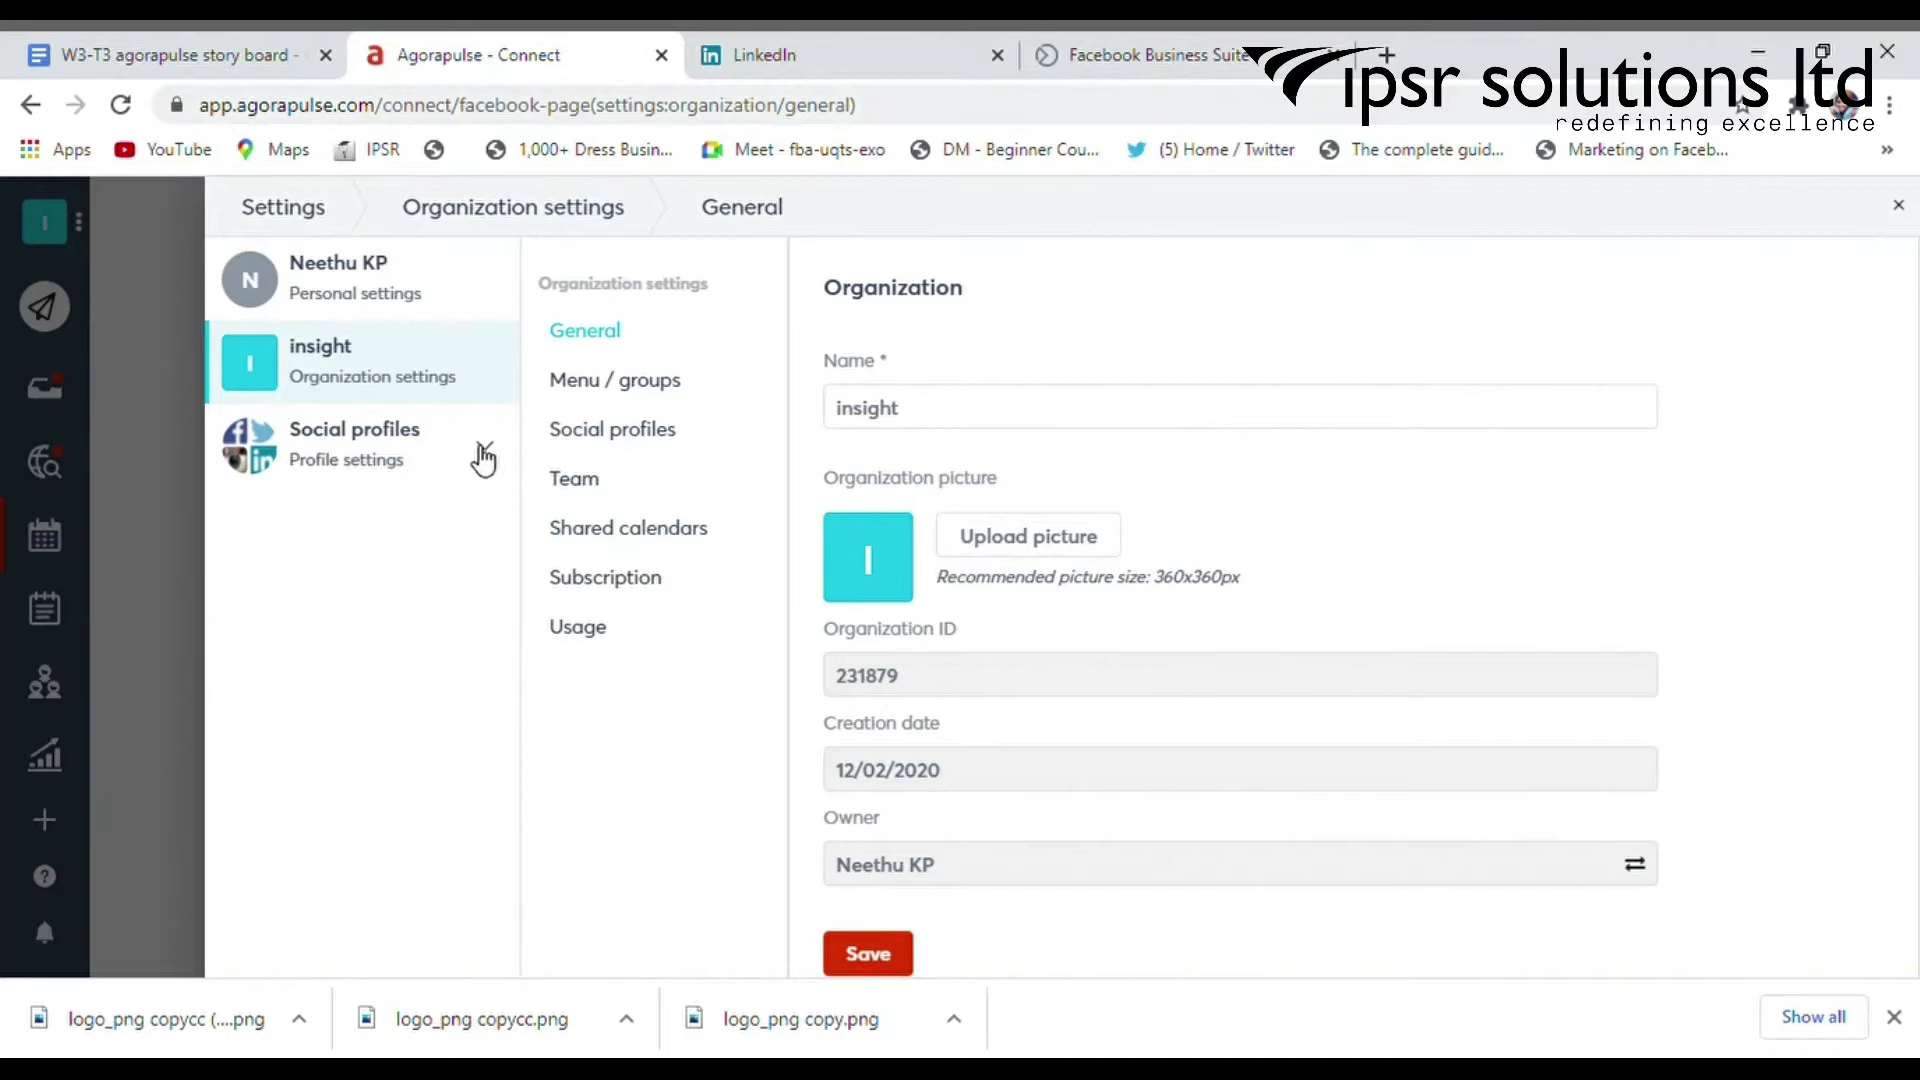 W3-T3 agorapulse story board -
Agorapulse - Connect
LinkedIn
Facebook Business Suite
ipsr solutions ltd
redefining excellence
app.agorapulse.com/connect/facebook-page(settings:organization/general)
Apps
YouTube
Maps
IPSR
1,000+ Dress Busin...
Meet - fba-uqts-exo
DM - Beginner Cou...
(5) Home / Twitter
The complete guid...
Marketing on Faceb...
»
I
Settings
Organization settings
General
N
Neethu KP
Personal settings
I
insight
Organization settings
Social profiles
Profile settings
Organization settings
General
Menu / groups
Social profiles
Team
Shared calendars
Subscription
Usage
Organization
Name *
insight
Organization picture
I
Upload picture
Recommended picture size: 360x360px
Organization ID
231879
Creation date
12/02/2020
Owner
Neethu KP
Save
logo_png copycc (....png
logo_png copycc.png
logo_png copy.png
Show all